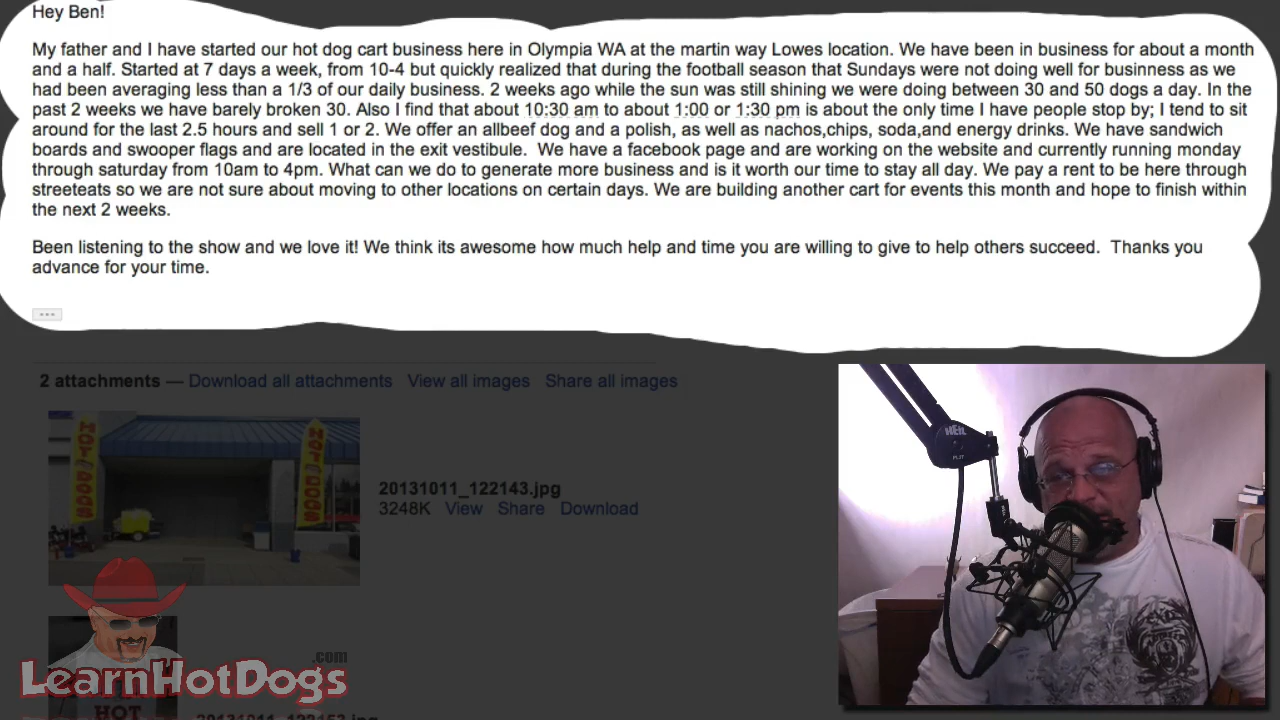 Hey Ben!
My father and I have started our hot dog cart business here in Olympia WA at the martin way Lowes location. We have been in business for about a month
and a half. Started at 7 days a week, from 10-4 but quickly realized that during the football season that Sundays were not doing well for businness as we
had been averaging less than a 1/3 of our daily business. 2 weeks ago while the sun was still shining we were doing between 30 and 50 dogs a day. In the
past 2 weeks we have barely broken 30. Also I find that about 10:30 am to about 1:00 or 1:30 pm is about the only time I have people stop by; I tend to sit
around for the last 2.5 hours and sell 1 or 2. We offer an allbeef dog and a polish, as well as nachos,chips, soda,and energy drinks. We have sandwich
boards and swooper flags and are located in the exit vestibule.  We have a facebook page and are working on the website and currently running monday
through saturday from 10am to 4pm. What can we do to generate more business and is it worth our time to stay all day. We pay a rent to be here through
streeteats so we are not sure about moving to other locations on certain days. We are building another cart for events this month and hope to finish within
the next 2 weeks.
Been listening to the show and we love it! We think its awesome how much help and time you are willing to give to help others succeed.  Thanks you
advance for your time.
2 attachments — Download all attachments View all images Share all images
HOT DOGS
HOT DOGS
20131011_122143.jpg
3248K View Share Download
HEIL
.com
LearnHotDogs
HOT
20131011_122153.jpg